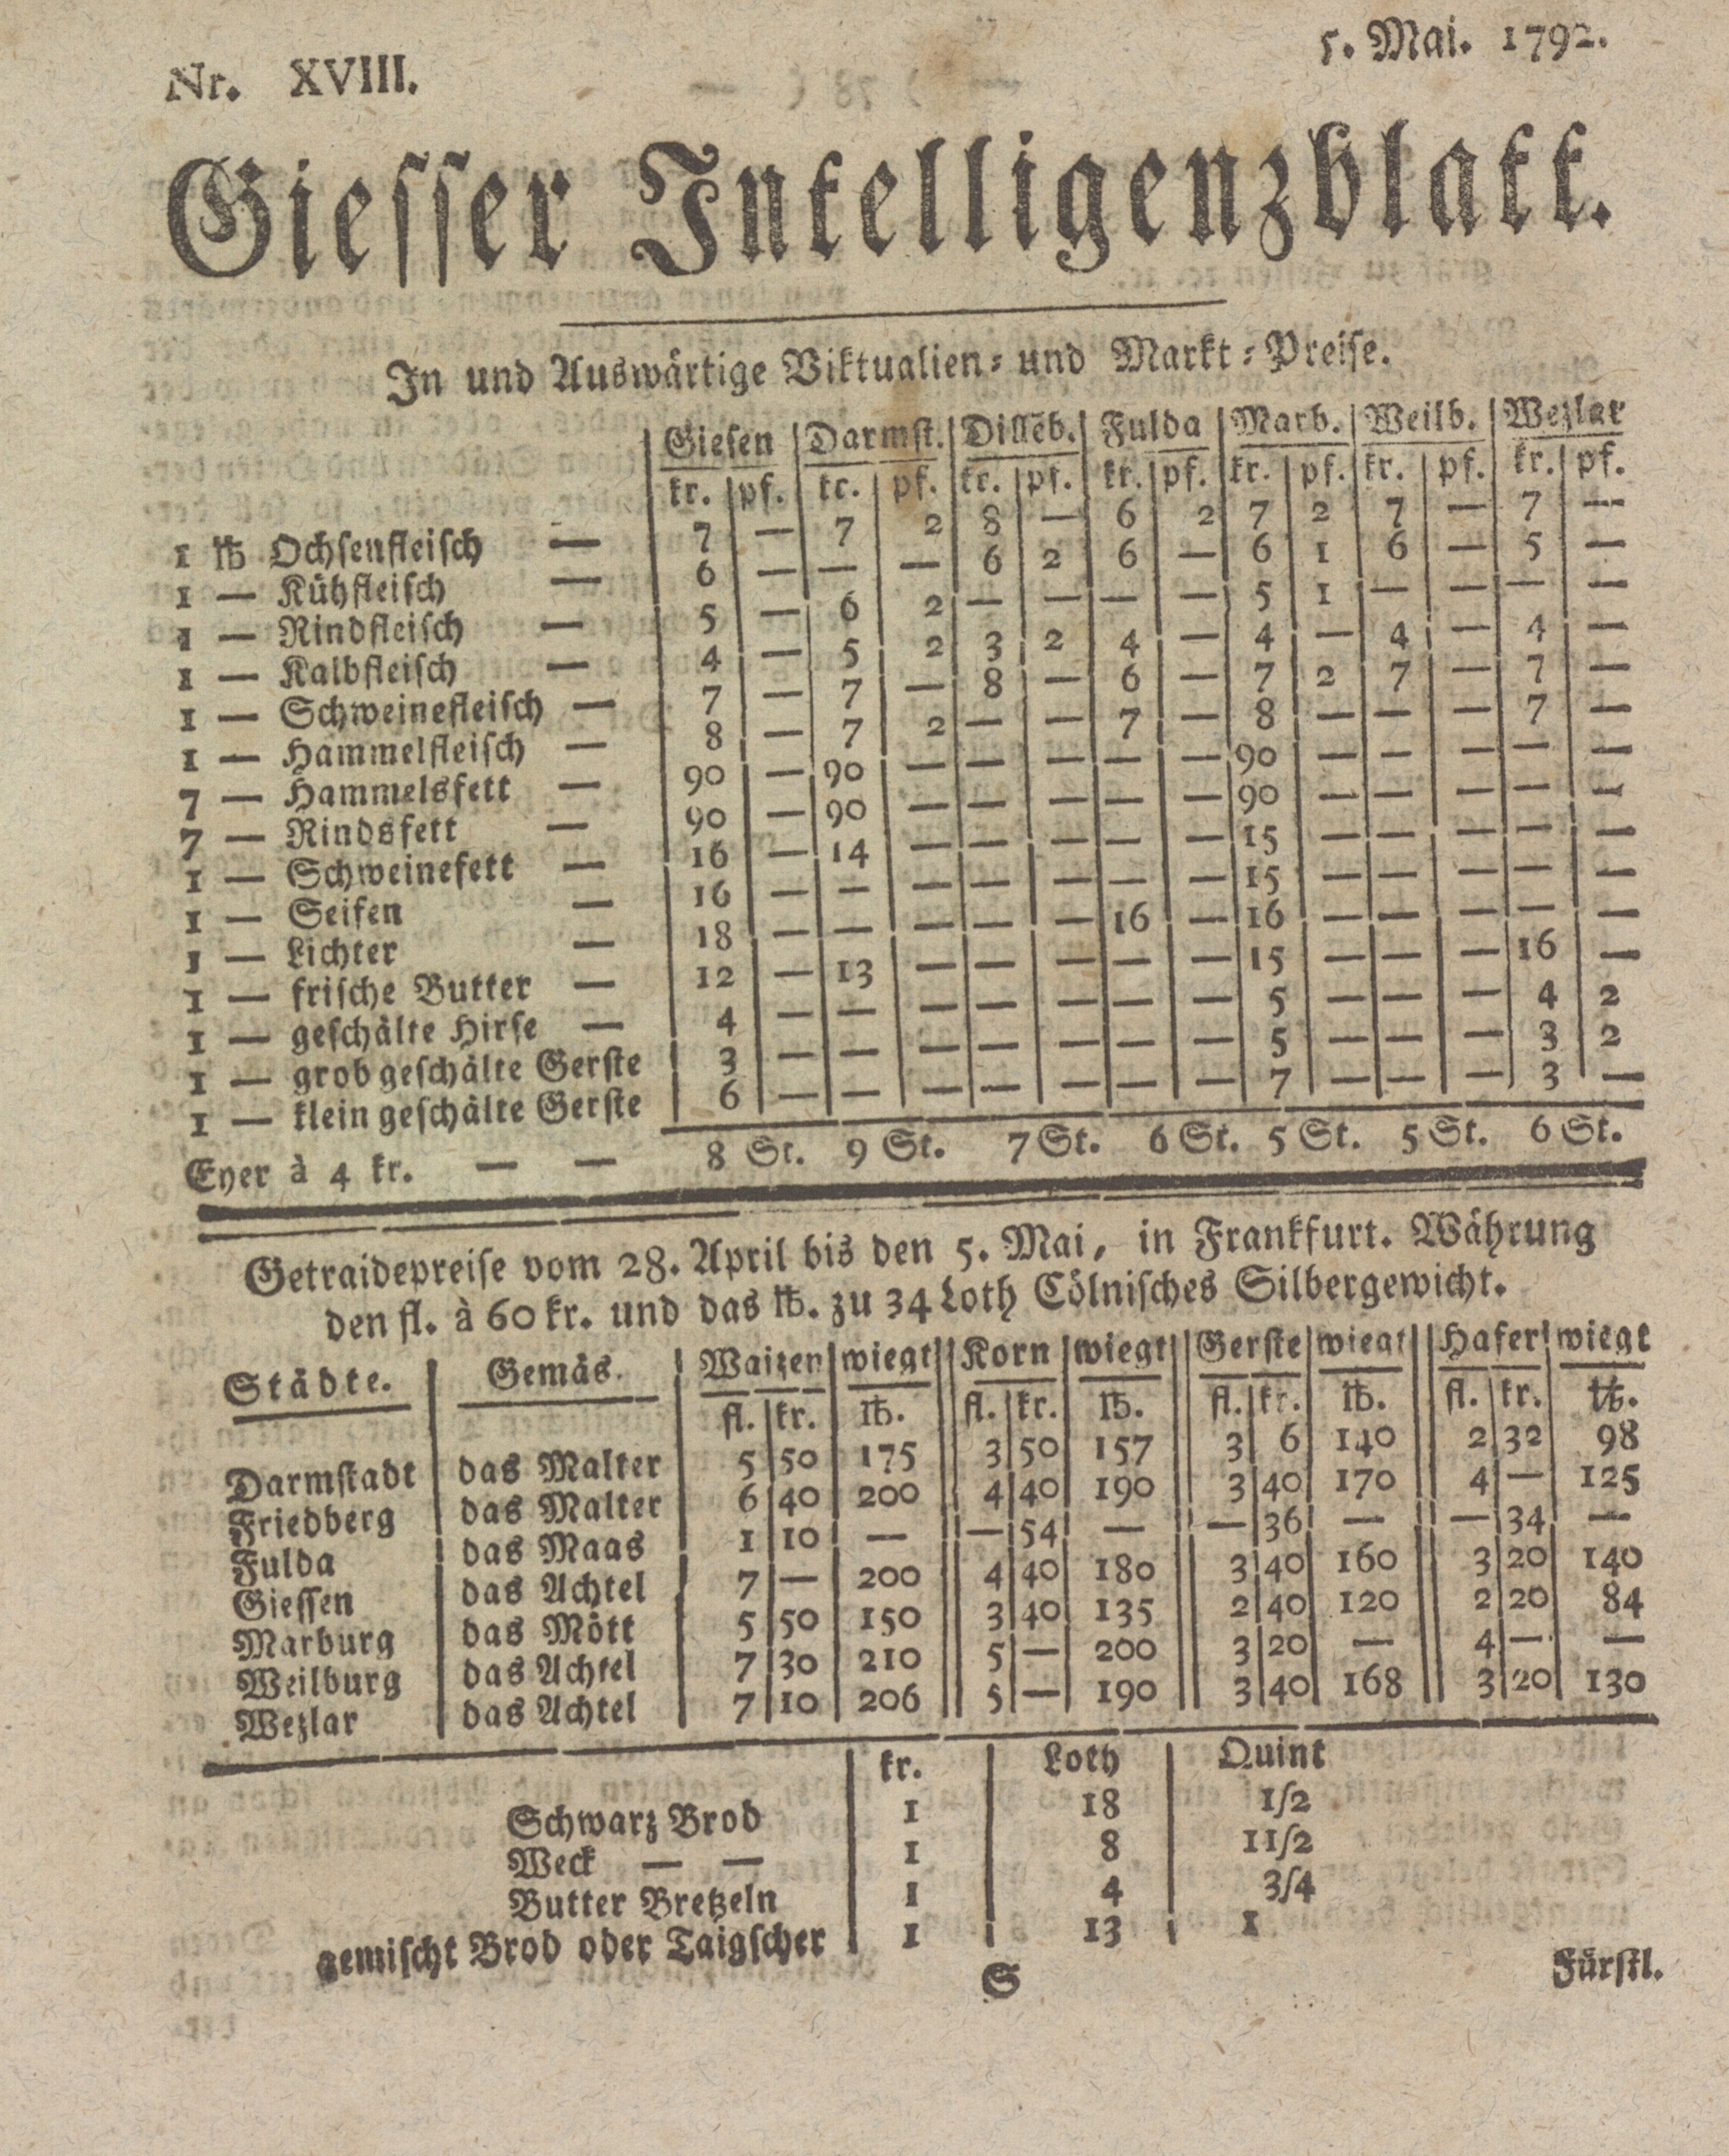 Nr. XVIII.
5. Mai. 1792.
Giesser Intelligenzblatt.
In und Auswärtige Viktualien- und Markt-Preise.
Giesen Darmst. Dillēb. Fulda Marb. Weilb. Wezlar
kr. pf. kr. pf. kr. pf. kr. pf. kr. pf. kr. pf. kr. pf.
1 ℔ Ochsenfleisch — 7 — 7 2 8 — 6 2 7 2 7 — 7 —
1 — Kühfleisch — 6 — — — 6 2 6 — 6 1 6 — 5 —
1 — Rindfleisch — 5 — 6 2 — — — — 5 1 — — — —
1 — Kalbfleisch — 4 — 5 2 3 2 4 — 4 — 4 — 4 —
1 — Schweinefleisch — 7 — 7 — 8 — 6 — 7 2 7 — 7 —
1 — Hammelfleisch — 8 — 7 2 — — 7 — 8 — — — 7 —
7 — Hammelsfett — 90 — 90 — — — — — 90 — — — — —
7 — Rindsfett — 90 — 90 — — — — — 90 — — — — —
1 — Schweinefett — 16 — 14 — — — — — 15 — — — — —
1 — Seifen — 16 — — — — — — — 15 — — — — —
1 — Lichter — 18 — — — — — 16 — 16 — — — — —
1 — frische Butter — 12 — 13 — — — — — 15 — — — 16 —
1 — geschälte Hirse — 4 — — — — — — — 5 — — — 4 2
1 — grob geschälte Gerste 3 — — — — — — — 5 — — — 3 2
1 — klein geschälte Gerste 6 — — — — — — — 7 — — — 3 —
Eyer à 4 kr. — — 8 St. 9 St. 7 St. 6 St. 5 St. 5 St. 6 St.
Getraidepreise vom 28. April bis den 5. Mai, in Frankfurt. Währung
den fl. à 60 kr. und das ℔. zu 34 Loth Cölnisches Silbergewicht.
Städte. Gemäs. Waizen wiegt Korn wiegt Gerste wiegt Hafer wiegt
fl. kr. ℔. fl. kr. ℔. fl. kr. ℔. fl. kr. ℔.
Darmstadt das Malter 5 50 175 3 50 157 3 6 140 2 32 98
Friedberg das Malter 6 40 200 4 40 190 3 40 170 4 — 125
Fulda das Maas 1 10 — — 54 — — 36 — — 34 —
Giessen das Achtel 7 — 200 4 40 180 3 40 160 3 20 140
Marburg das Mött 5 50 150 3 40 135 2 40 120 2 20 84
Weilburg das Achtel 7 30 210 5 — 200 3 20 — 4 — —
Wezlar das Achtel 7 10 206 5 — 190 3 40 168 3 20 130
kr. Loth Quint
Schwarz Brod 1 18 1/2
Weck — — 1 8 1 1/2
Butter Bretzeln 1 4 3/4
gemischt Brod oder Taigscher 1 13 1
S
Fürstl.